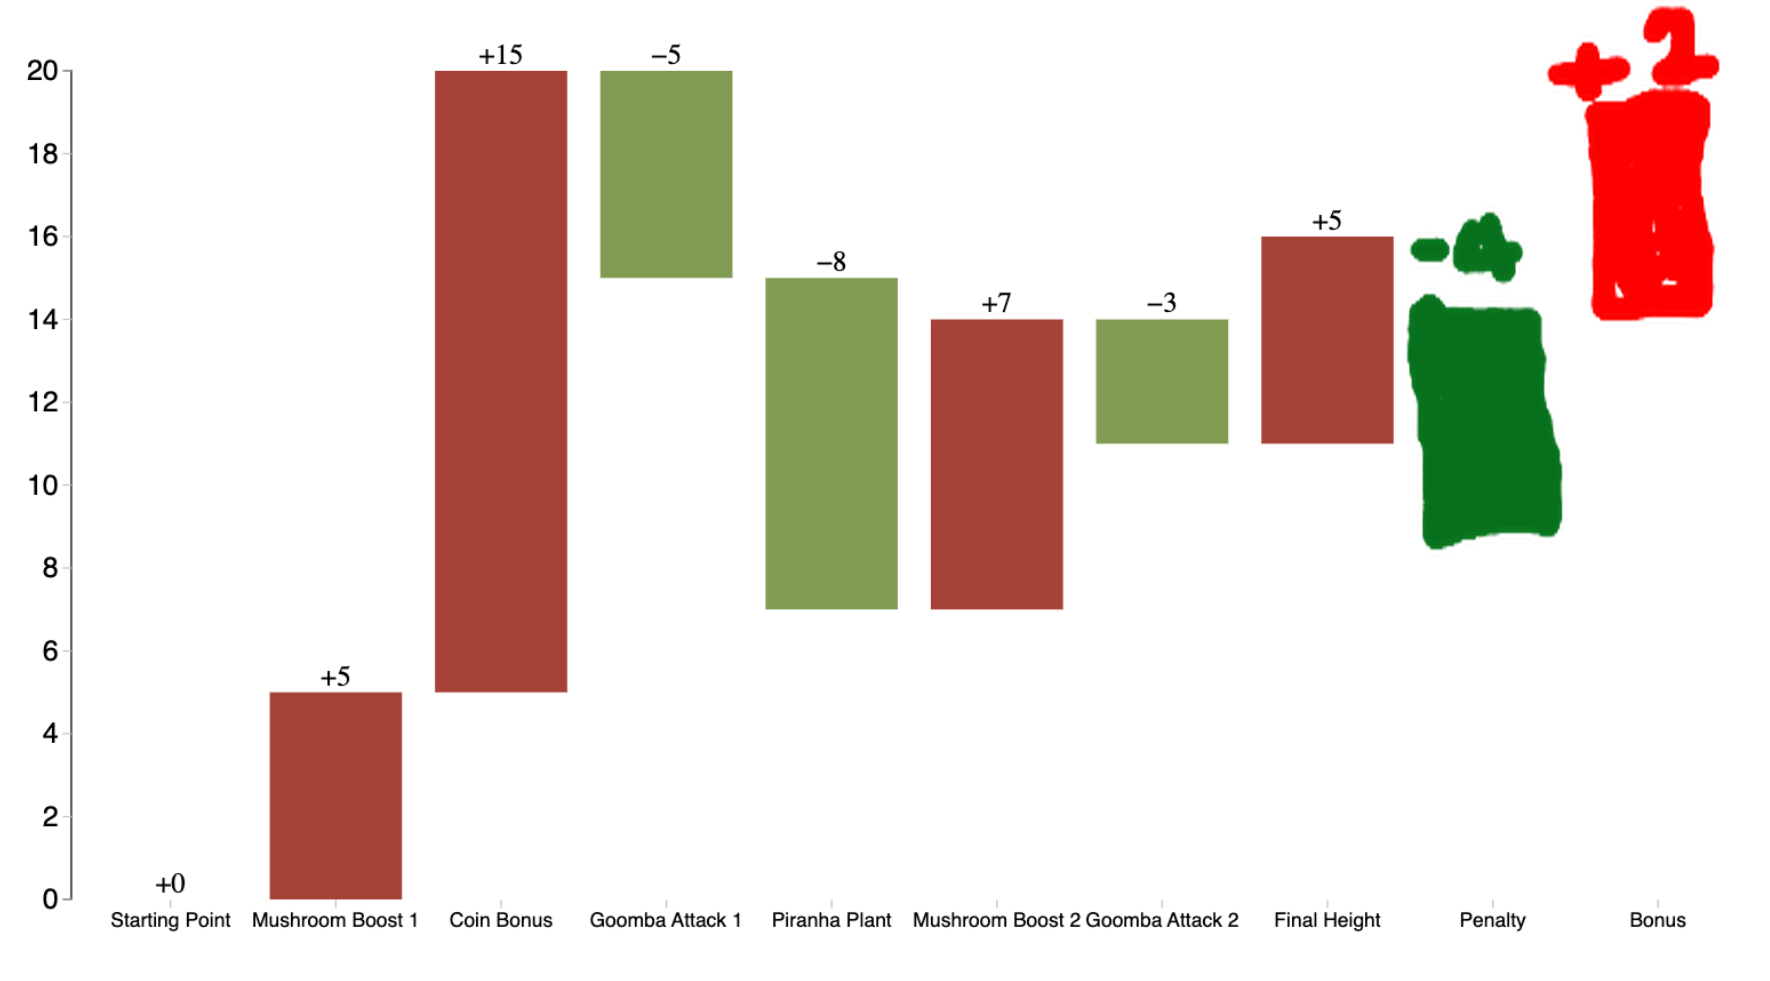 +2
+15
−5
20
18
16
+5
-4
−8
+7
−3
14
12
10
8
6
+5
4
2
+0
0
Starting Point
Mushroom Boost 1
Coin Bonus
Goomba Attack 1
Piranha Plant
Mushroom Boost 2
Goomba Attack 2
Final Height
Penalty
Bonus